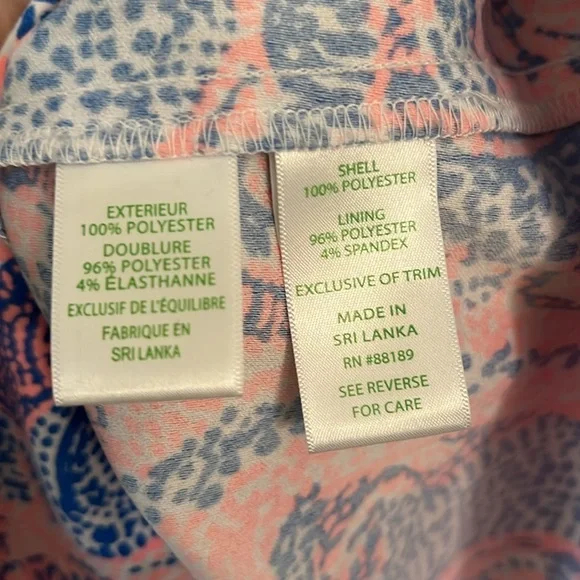 EXTERIEUR
100% POLYESTER
DOUBLURE
96% POLYESTER
4% ÉLASTHANNE
EXCLUSIF DE L'ÉQUILIBRE
FABRIQUE EN
SRI LANKA
SHELL
100% POLYESTER
LINING
96% POLYESTER
4% SPANDEX
EXCLUSIVE OF TRIM
MADE IN
SRI LANKA
RN #88189
SEE REVERSE
FOR CARE